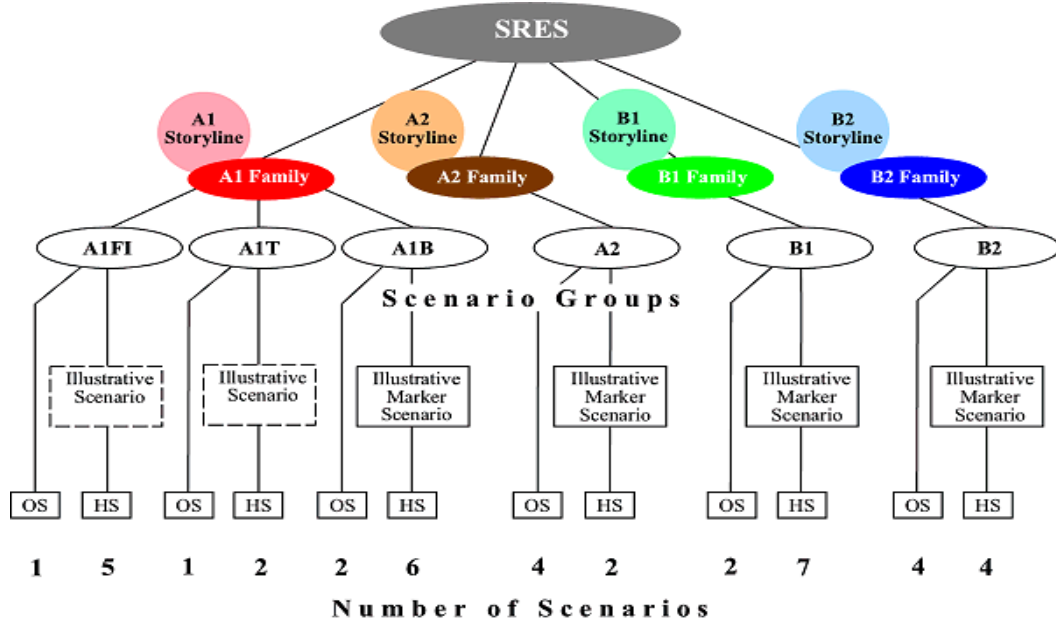 SRES
A1
Storyline
A2
Storyline
B1
Storyline
B2
Storyline
A1 Family
A2 Family
B1 Family
B2 Family
A1FI
A1T
A1B
A2
B1
B2
Scenario Groups
Illustrative
Scenario
Illustrative
Scenario
Illustrative
Marker
Scenario
Illustrative
Marker
Scenario
Illustrative
Marker
Scenario
Illustrative
Marker
Scenario
OS HS OS HS OS HS OS HS OS HS OS HS
1 5 1 2 2 6 4 2 2 7 4 4
Number of Scenarios